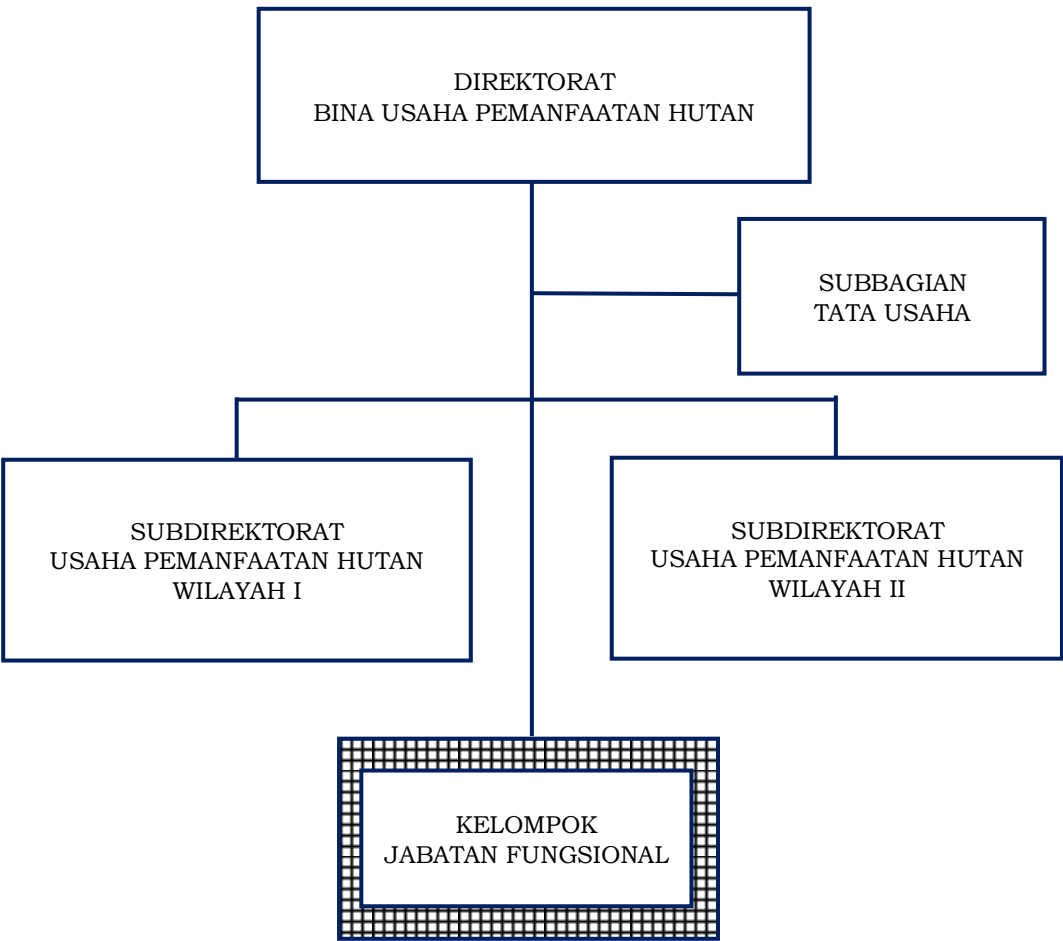 DIREKTORAT
BINA USAHA PEMANFAATAN HUTAN
SUBBAGIAN
TATA USAHA
SUBDIREKTORAT
USAHA PEMANFAATAN HUTAN
WILAYAH I
SUBDIREKTORAT
USAHA PEMANFAATAN HUTAN
WILAYAH II
KELOMPOK
JABATAN FUNGSIONAL